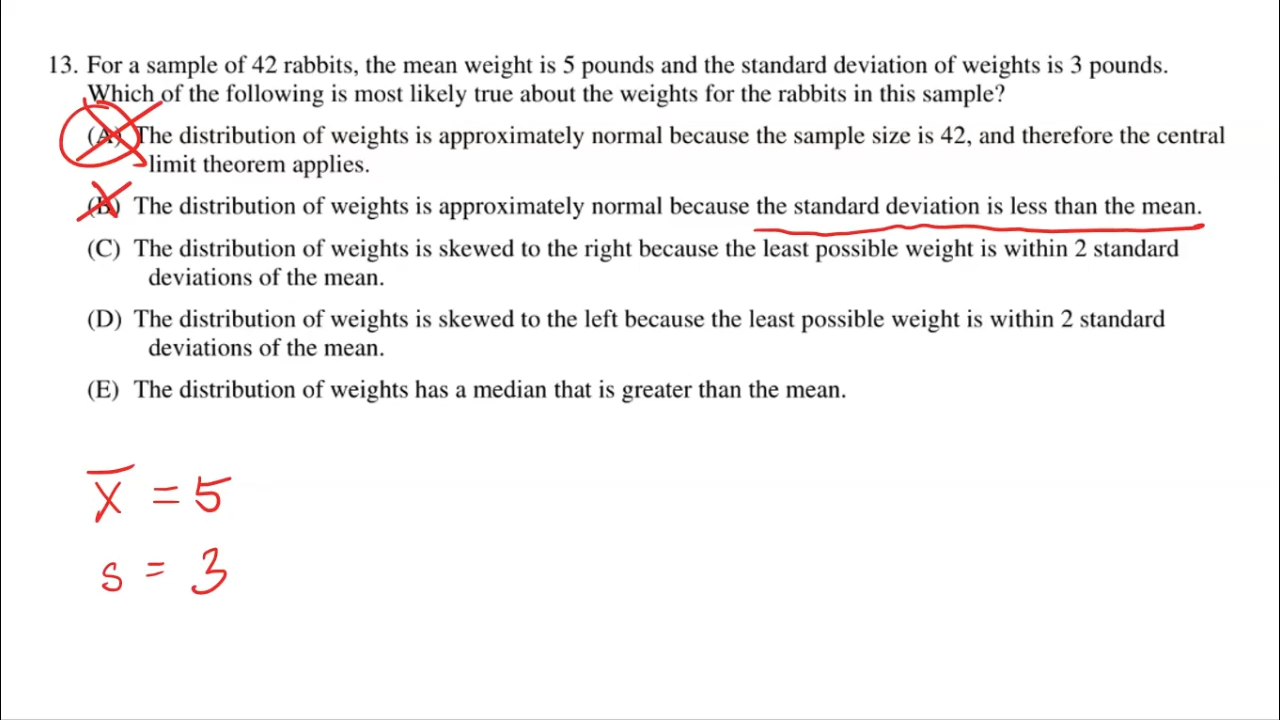 13. For a sample of 42 rabbits, the mean weight is 5 pounds and the standard deviation of weights is 3 pounds.
Which of the following is most likely true about the weights for the rabbits in this sample?
(A) The distribution of weights is approximately normal because the sample size is 42, and therefore the central
limit theorem applies.
(B) The distribution of weights is approximately normal because the standard deviation is less than the mean.
(C) The distribution of weights is skewed to the right because the least possible weight is within 2 standard
deviations of the mean.
(D) The distribution of weights is skewed to the left because the least possible weight is within 2 standard
deviations of the mean.
(E) The distribution of weights has a median that is greater than the mean.
x̅ = 5
s = 3